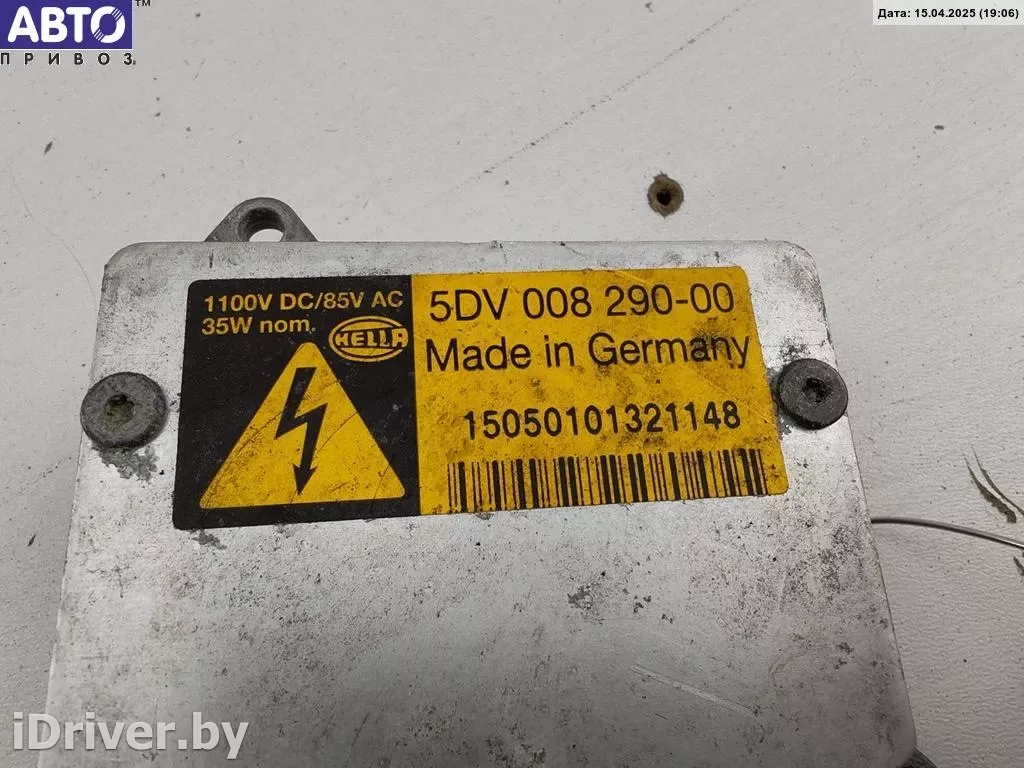 АВТО™
ПРИВОЗ
Дата: 15.04.2025 (19:06)
1100V DC/85V AC
35W nom.
HELLA
5DV 008 290-00
Made in Germany
15050101321148
iDriver.by